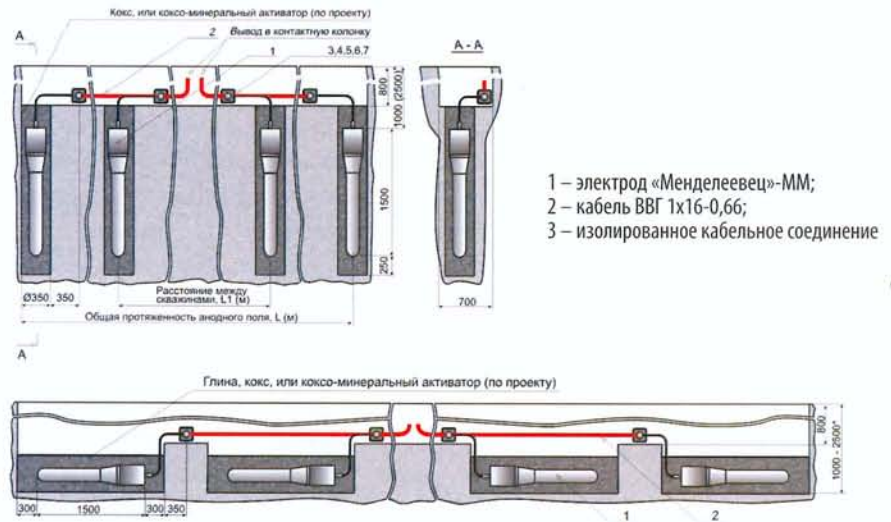 Кокс, или коксо-минеральный активатор (по проекту)
А
2
Вывод в контактную колонку
1
3,4,5,6,7
А - А
800
1000 (2500)*
1500
250
1 – электрод «Менделеевец»-ММ;
2 – кабель ВВГ 1х16-0,66;
3 – изолированное кабельное соединение
Ø350
350
Расстояние между
скважинами, L1 (м)
700
Общая протяженность анодного поля, L (м)
А
Глина, кокс, или коксо-минеральный активатор (по проекту)
800
1000 - 2500*
300
1500
300
350
1
2